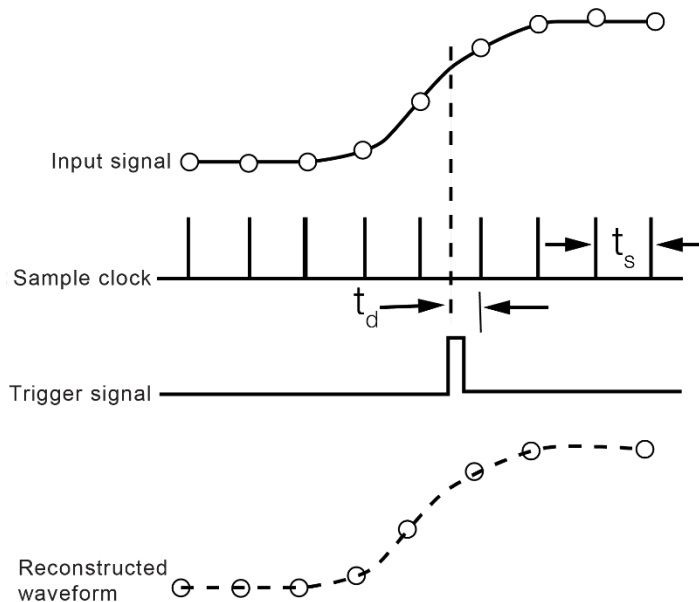 Input signal
t_s
Sample clock
t_d
Trigger signal
Reconstructed
waveform